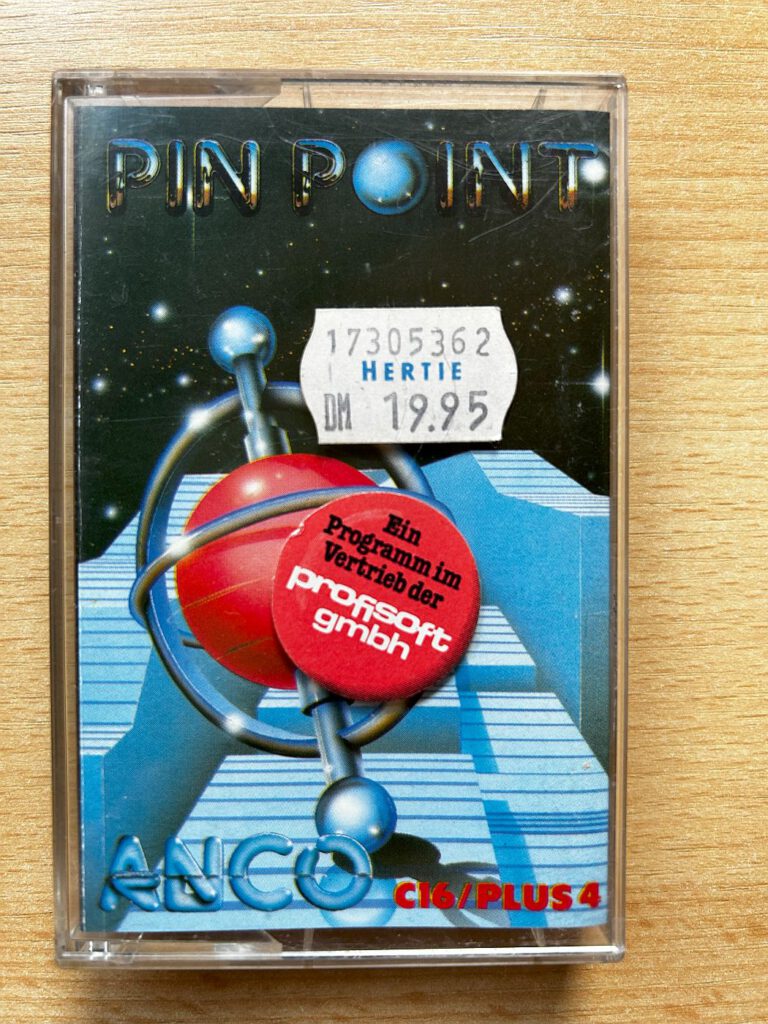 PIN POINT
17305362
HERTIE
DM 19.95
Ein
Programm im
Vertrieb der
profisoft
gmbh
ANCO
C16/PLUS 4